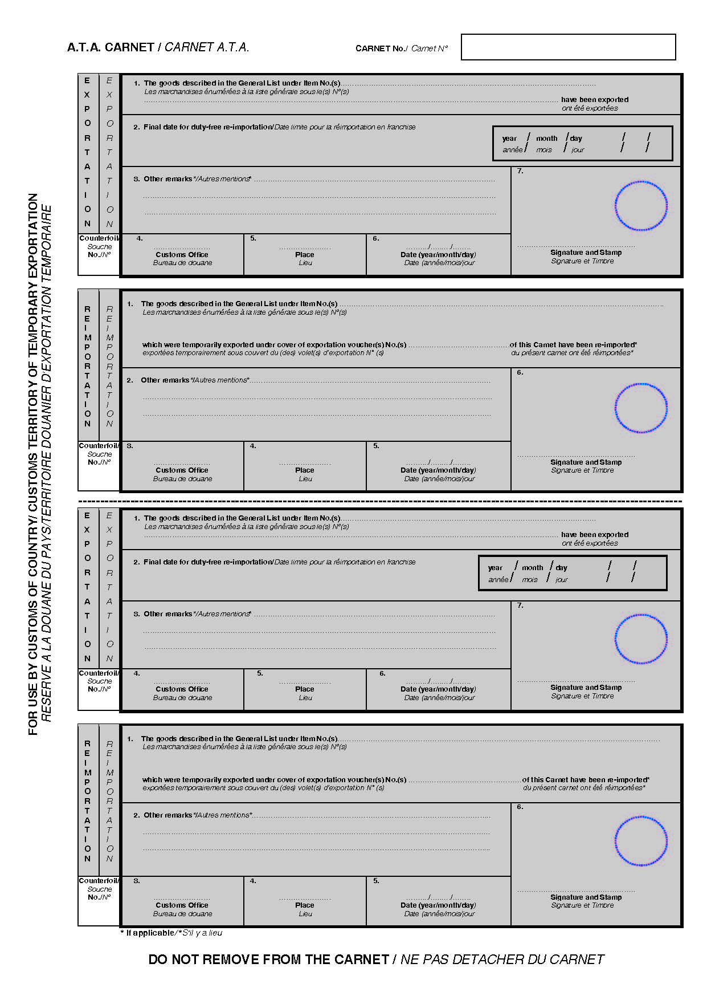 A.T.A. CARNET / CARNET A.T.A.
CARNET No./ Carnet N°
FOR USE BY CUSTOMS OF COUNTRY/ CUSTOMS TERRITORY OF TEMPORARY EXPORTATION
RESERVE A LA DOUANE DU PAYS/TERRITOIRE DOUANIER D'EXPORTATION TEMPORAIRE
EXPORTATION
EXPORTATION
1. The goods described in the General List under Item No.(s)
Les marchandises énumérées à la liste générale sous le(s) N°(s)
have been exported
ont été exportées
2. Final date for duty-free re-importation/Date limite pour la réimportation en franchise
year / month / day / /
année / mois / jour / /
3. Other remarks*/Autres mentions*
7.
Counterfoil/
Souche
No./N°
4.
Customs Office
Bureau de douane
5.
Place
Lieu
6.
........../........./........
Date (year/month/day)
Date (année/mois/jour
Signature and Stamp
Signature et Timbre
REIMPORTATION
REIMPORTATION
1. The goods described in the General List under Item No.(s)
Les marchandises énumérées à la liste générale sous le(s) N°(s)
which were temporarily exported under cover of exportation voucher(s) No.(s) ........ of this Carnet have been re-imported*
exportées temporairement sous couvert du (des) volet(s) d'exportation N° (s) du présent carnet ont été réimportées*
2. Other remarks*/Autres mentions*
6.
Counterfoil/
Souche
No./N°
3.
Customs Office
Bureau de douane
4.
Place
Lieu
5.
........../........./........
Date (year/month/day)
Date (année/mois/jour
Signature and Stamp
Signature et Timbre
EXPORTATION
EXPORTATION
1. The goods described in the General List under Item No.(s)
Les marchandises énumérées à la liste générale sous le(s) N°(s)
have been exported
ont été exportées
2. Final date for duty-free re-importation/Date limite pour la réimportation en franchise
year / month / day / /
année / mois / jour / /
3. Other remarks*/Autres mentions*
7.
Counterfoil/
Souche
No./N°
4.
Customs Office
Bureau de douane
5.
Place
Lieu
6.
........../........./........
Date (year/month/day)
Date (année/mois/jour
Signature and Stamp
Signature et Timbre
REIMPORTATION
REIMPORTATION
1. The goods described in the General List under Item No.(s)
Les marchandises énumérées à la liste générale sous le(s) N°(s)
which were temporarily exported under cover of exportation voucher(s) No.(s) ........ of this Carnet have been re-imported*
exportées temporairement sous couvert du (des) volet(s) d'exportation N° (s) du présent carnet ont été réimportées*
2. Other remarks*/Autres mentions*
6.
Counterfoil/
Souche
No./N°
3.
Customs Office
Bureau de douane
4.
Place
Lieu
5.
........../........./........
Date (year/month/day)
Date (année/mois/jour
Signature and Stamp
Signature et Timbre
* If applicable/*S'il y a lieu
DO NOT REMOVE FROM THE CARNET / NE PAS DETACHER DU CARNET